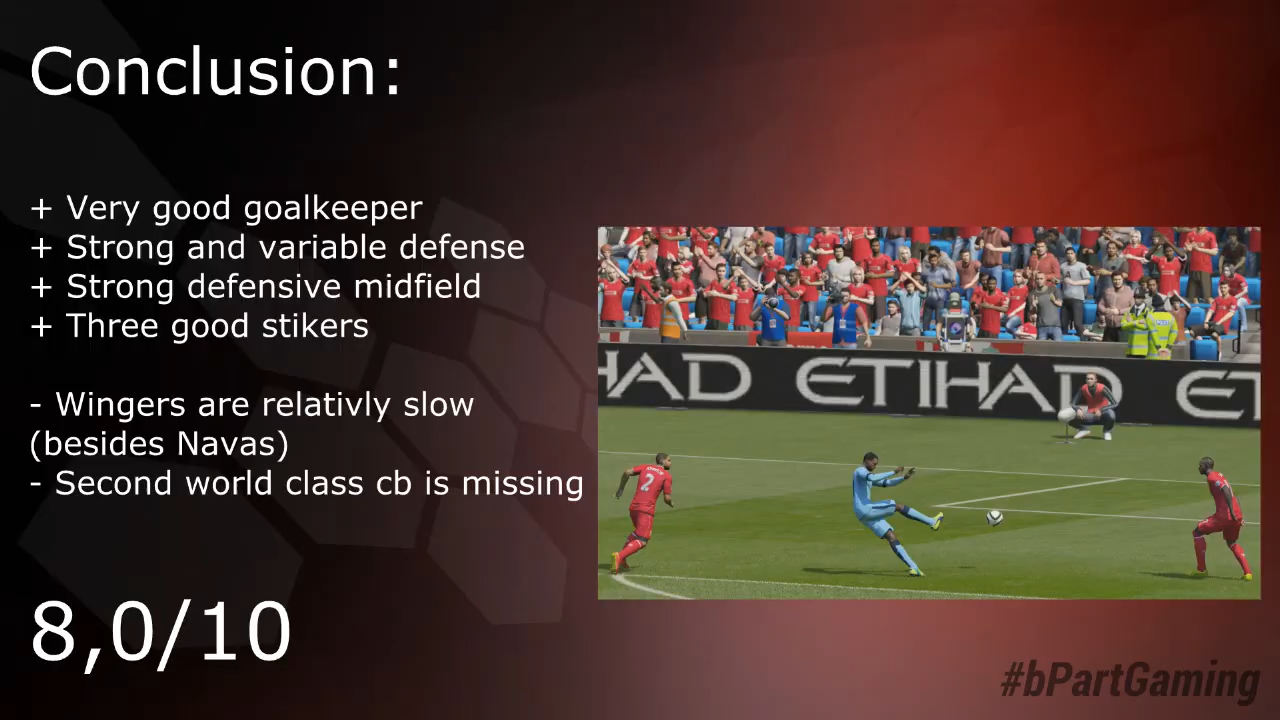 Conclusion:
+ Very good goalkeeper
+ Strong and variable defense
+ Strong defensive midfield
+ Three good stikers
- Wingers are relativly slow
(besides Navas)
- Second world class cb is missing
8,0/10
HAD ETIHAD E
2
#bPartGaming